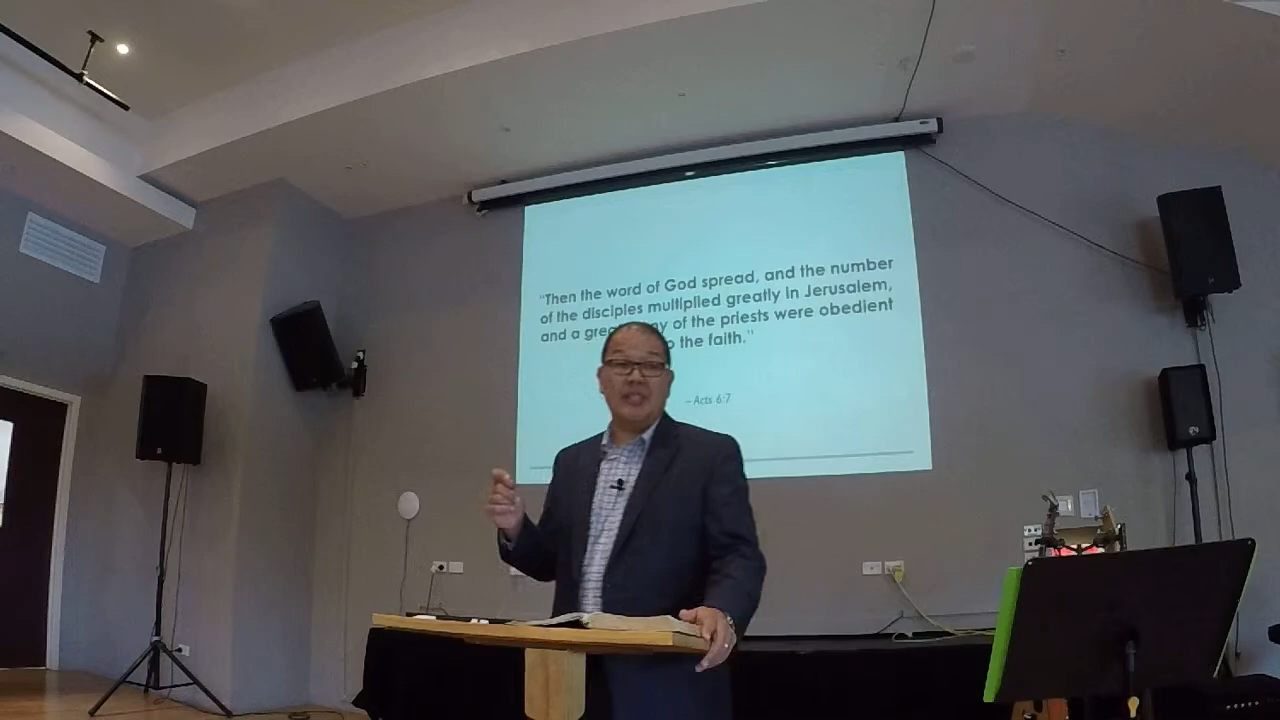 "Then the word of God spread, and the number
of the disciples multiplied greatly in Jerusalem,
and a of the priests were obedient
the faith."
– Acts 6:7